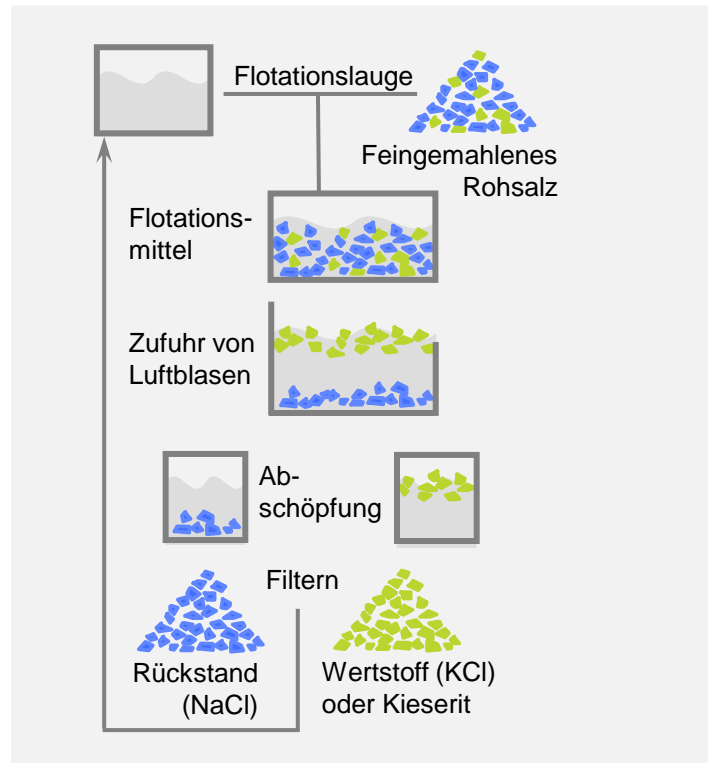 Flotationslauge
Feingemahlenes
Rohsalz
Flotations-
mittel
Zufuhr von
Luftblasen
Ab-
schöpfung
Filtern
Rückstand
(NaCl)
Wertstoff (KCl)
oder Kieserit